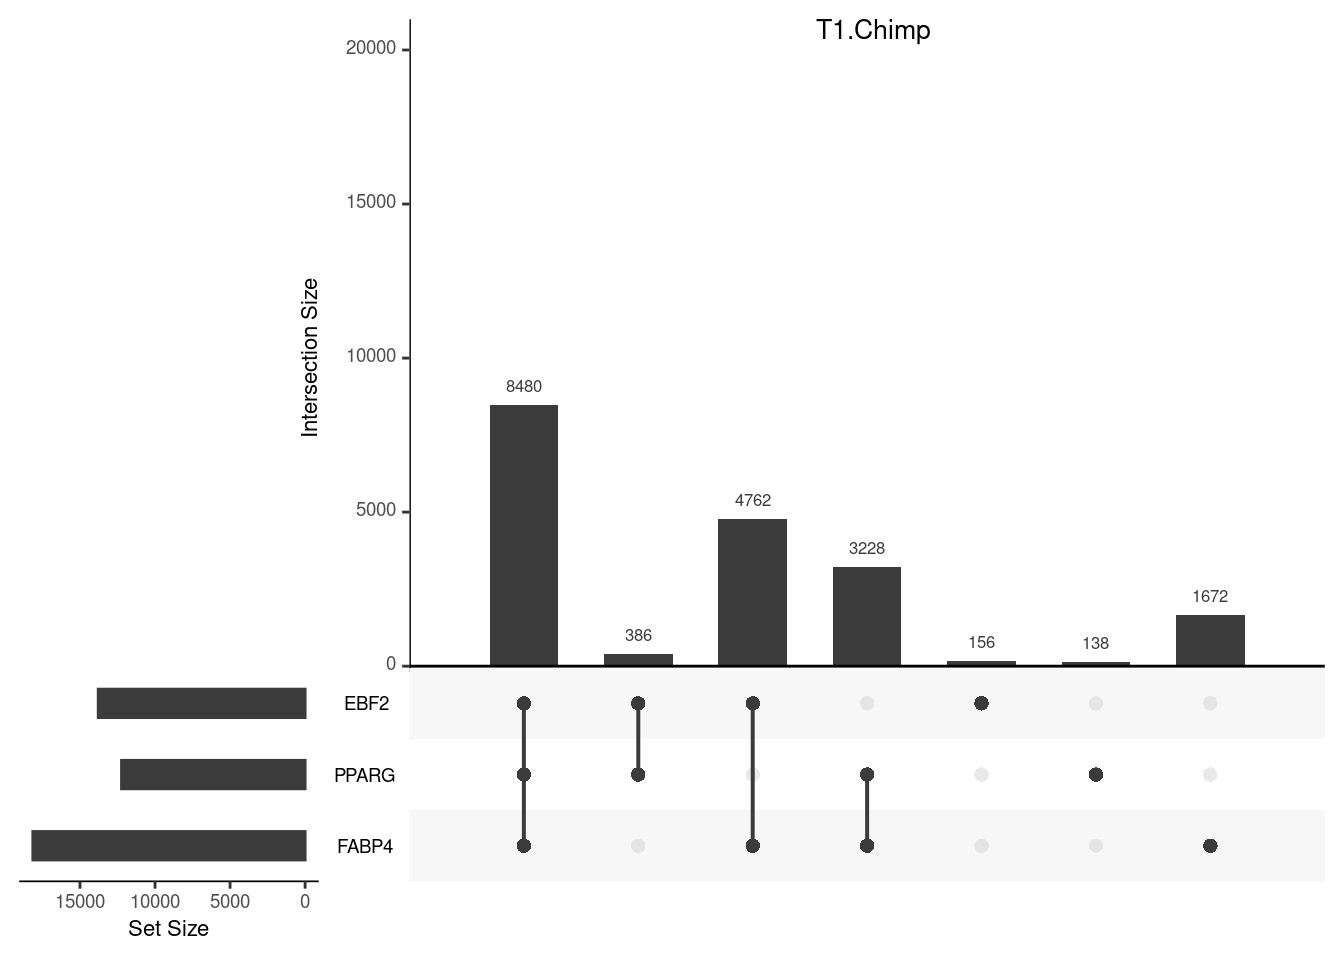 T1.Chimp
20000
15000
10000
5000
0
Intersection Size
8480
386
4762
3228
156
138
1672
EBF2
PPARG
FABP4
15000 10000 5000 0
Set Size